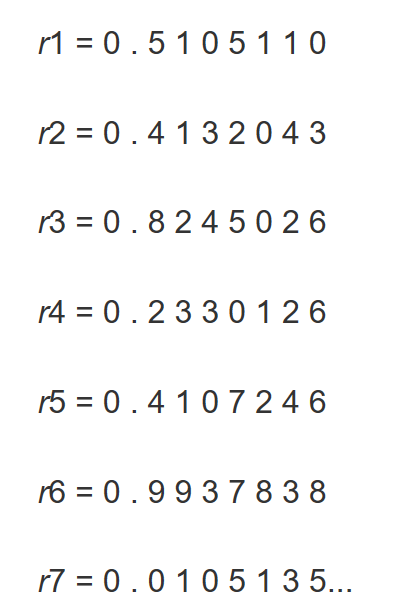 r1 = 0 . 5 1 0 5 1 1 0
r2 = 0 . 4 1 3 2 0 4 3
r3 = 0 . 8 2 4 5 0 2 6
r4 = 0 . 2 3 3 0 1 2 6
r5 = 0 . 4 1 0 7 2 4 6
r6 = 0 . 9 9 3 7 8 3 8
r7 = 0 . 0 1 0 5 1 3 5...